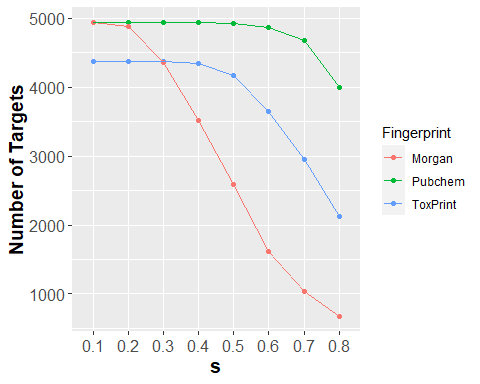 Number of Targets
5000
4000
3000
2000
1000
0.1 0.2 0.3 0.4 0.5 0.6 0.7 0.8
s
Fingerprint
Morgan
Pubchem
ToxPrint